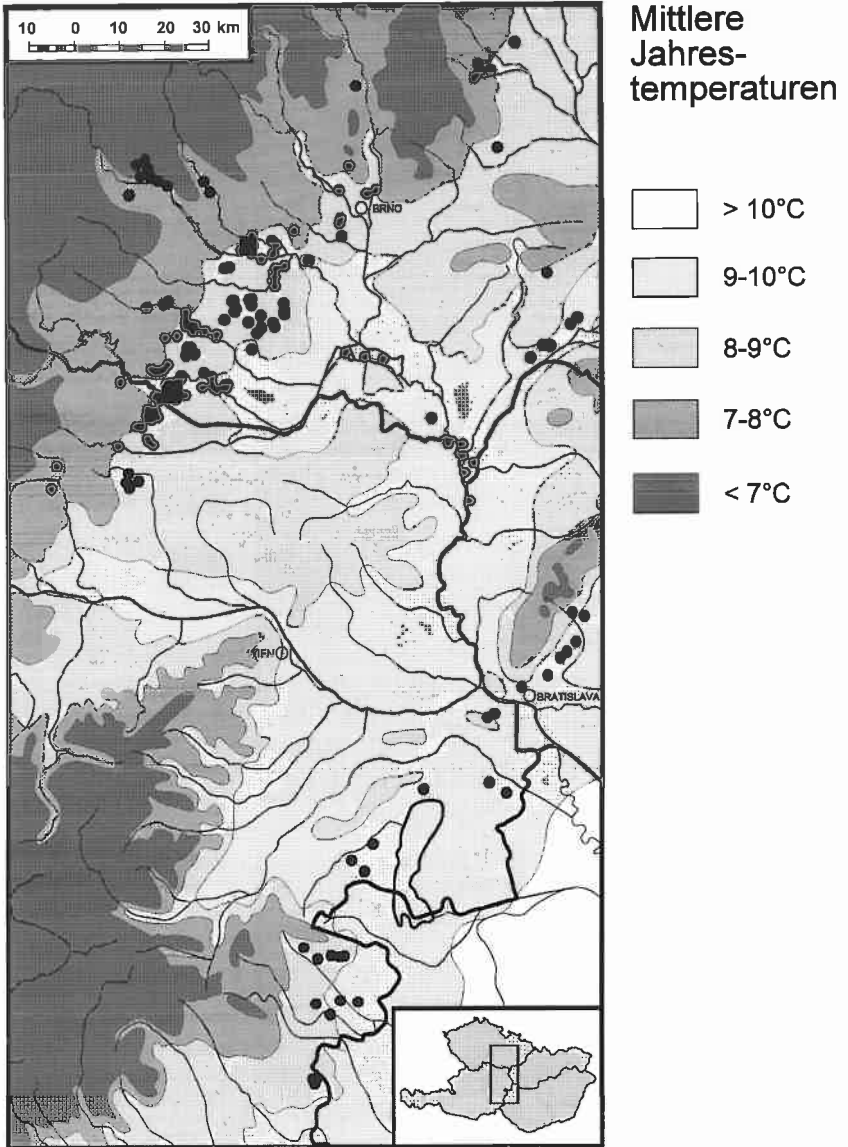 10 0 10 20 30 km
Mittlere
Jahres-
temperaturen
> 10°C
9-10°C
8-9°C
7-8°C
< 7°C
BRNO
BRATISLAVA